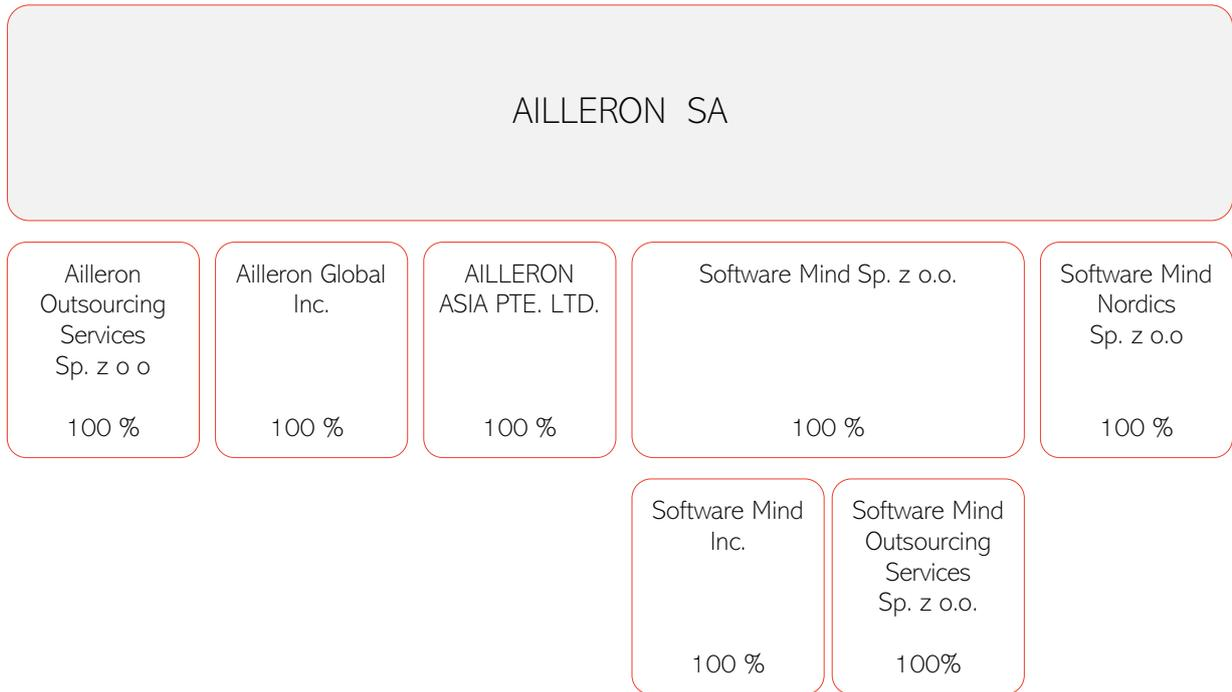 AILLERON SA
Ailleron
Outsourcing
Services
Sp. z o o
100 %
Ailleron Global
Inc.
100 %
AILLERON
ASIA PTE. LTD.
100 %
Software Mind Sp. z o.o.
100 %
Software Mind
Nordics
Sp. z o.o
100 %
Software Mind
Inc.
100 %
Software Mind
Outsourcing
Services
Sp. z o.o.
100%